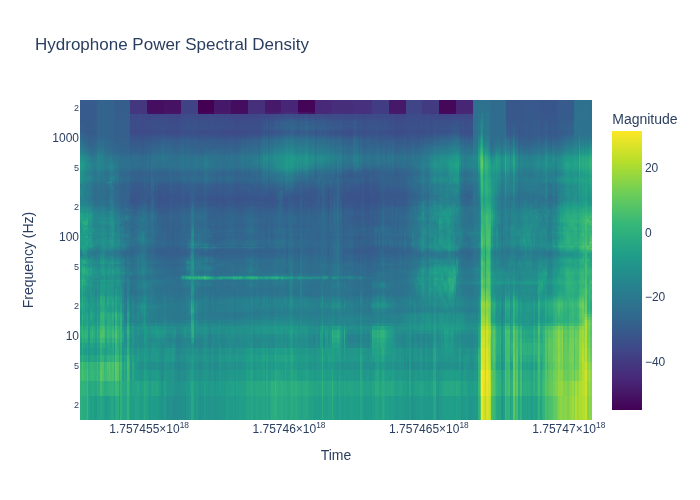 Hydrophone Power Spectral Density
Magnitude
2
1000
5
2
100
5
2
10
5
2
20
0
−20
−40
Frequency (Hz)
1.757455×10¹⁸ 1.75746×10¹⁸ 1.757465×10¹⁸ 1.75747×10¹⁸
Time